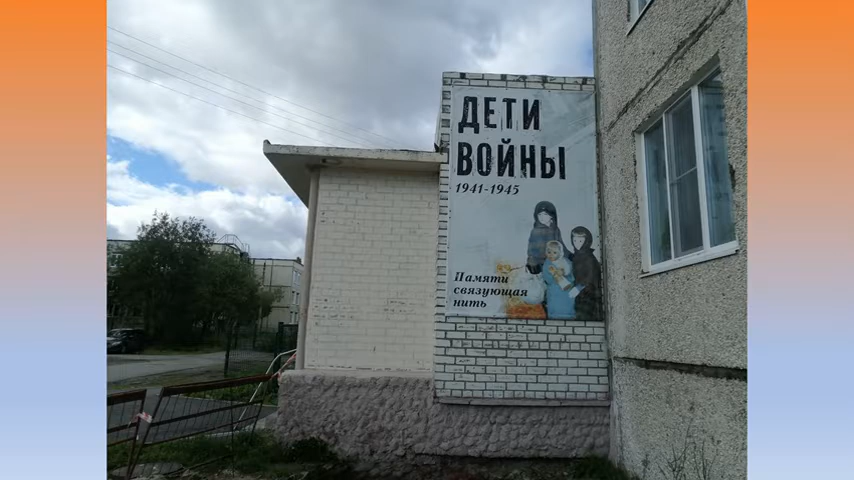 ДЕТИ
ВОЙНЫ
1941-1945
Памяти
связующая
нить